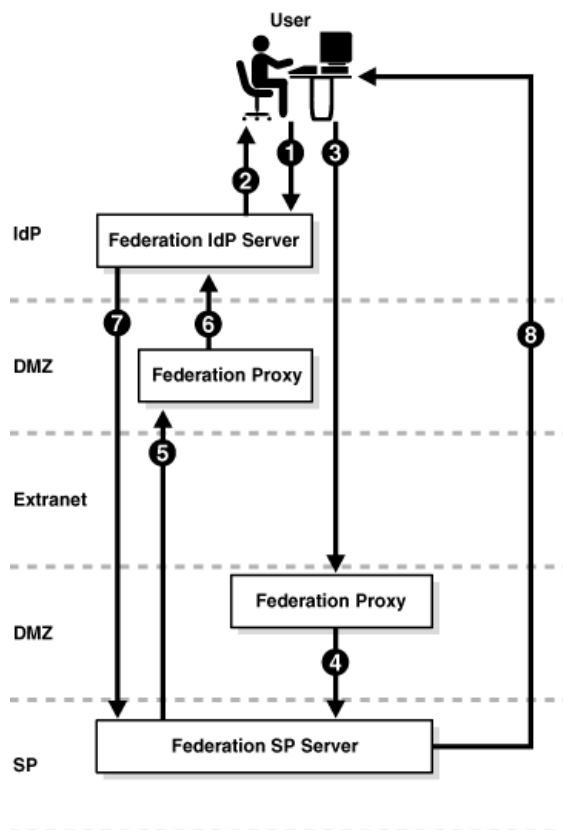 User
1
3
2
IdP
Federation IdP Server
7
6
8
DMZ
Federation Proxy
5
Extranet
Federation Proxy
DMZ
4
Federation SP Server
SP